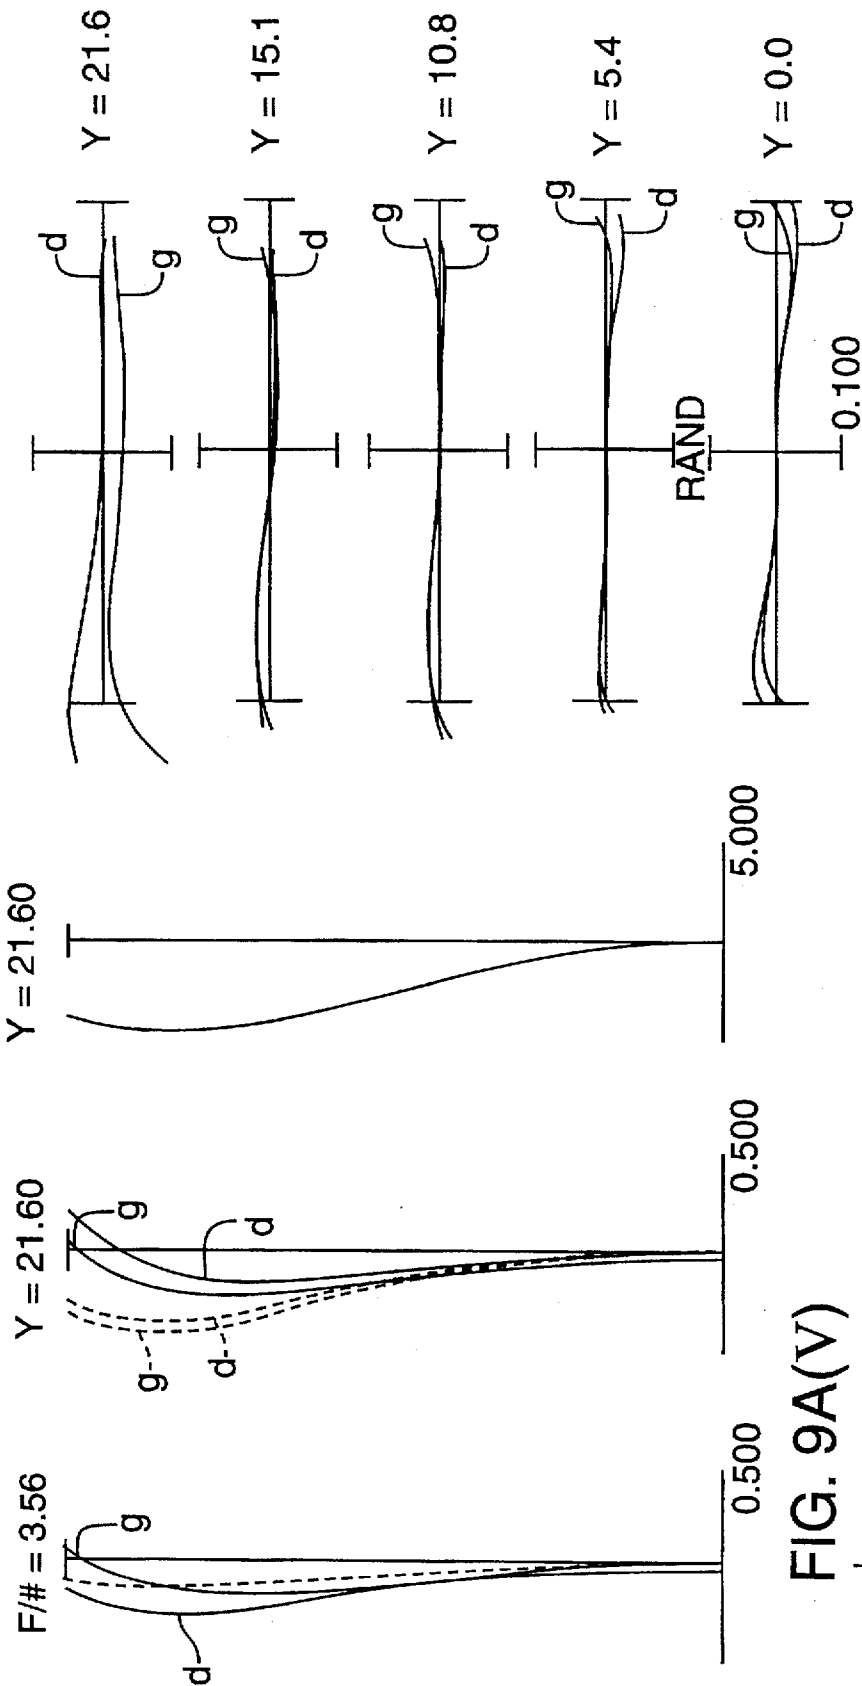 F/# = 3.56
g
d
0.500
Y = 21.60
g
d
g
d
0.500
Y = 21.60
5.000
d
Y = 21.6
g
g
Y = 15.1
d
g
Y = 10.8
d
g
Y = 5.4
d
RAND
g
Y = 0.0
d
0.100
FIG. 9A(V)